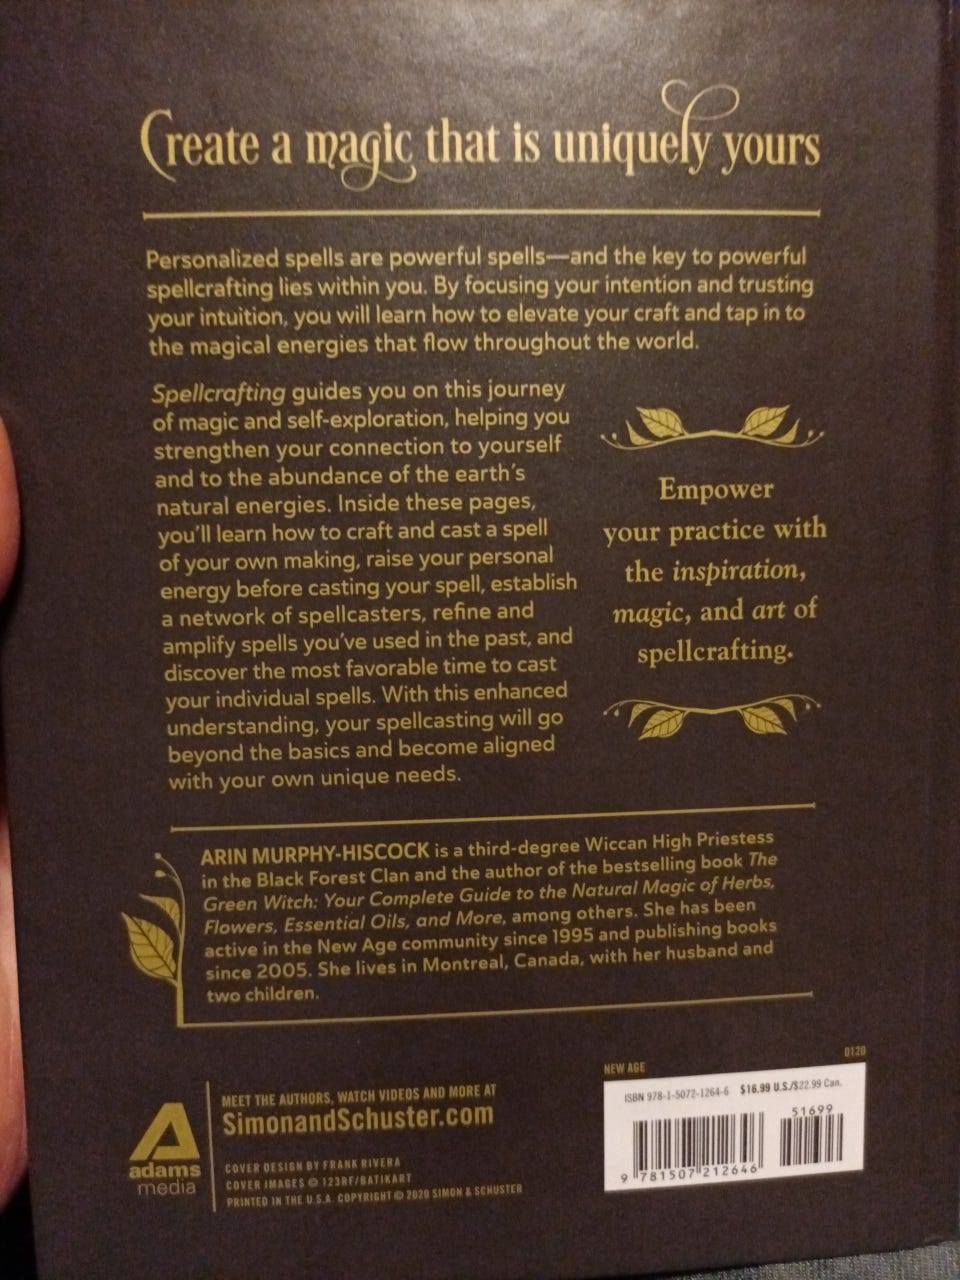 Create a magic that is uniquely yours
Personalized spells are powerful spells—and the key to powerful
spellcrafting lies within you. By focusing your intention and trusting
your intuition, you will learn how to elevate your craft and tap in to
the magical energies that flow throughout the world.
Spellcrafting guides you on this journey
of magic and self-exploration, helping you
strengthen your connection to yourself
and to the abundance of the earth's
natural energies. Inside these pages,
you'll learn how to craft and cast a spell
of your own making, raise your personal
energy before casting your spell, establish
a network of spellcasters, refine and
amplify spells you've used in the past, and
discover the most favorable time to cast
your individual spells. With this enhanced
understanding, your spellcasting will go
beyond the basics and become aligned
with your own unique needs.
Empower
your practice with
the inspiration,
magic, and art of
spellcrafting.
ARIN MURPHY-HISCOCK is a third-degree Wiccan High Priestess
in the Black Forest Clan and the author of the bestselling book The
Green Witch: Your Complete Guide to the Natural Magic of Herbs,
Flowers, Essential Oils, and More, among others. She has been
active in the New Age community since 1995 and publishing books
since 2005. She lives in Montreal, Canada, with her husband and
two children.
A
adams
media
MEET THE AUTHORS, WATCH VIDEOS AND MORE AT
SimonandSchuster.com
COVER DESIGN BY FRANK RIVERA
COVER IMAGES © 123RF/BATIKART
PRINTED IN THE U.S.A. COPYRIGHT © 2020 SIMON & SCHUSTER
NEW AGE
0120
ISBN 978-1-5072-1264-6 $16.99 U.S./$22.99 Can.
51699
9 781507 212646